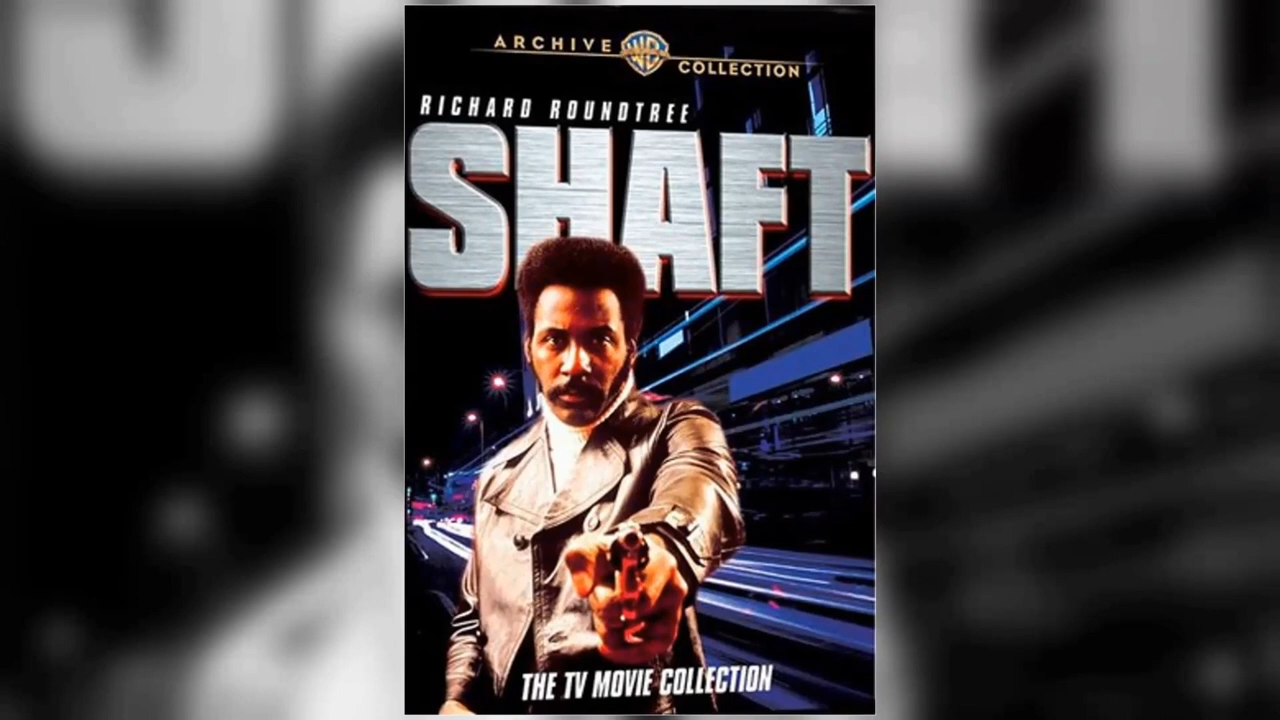 ARCHIVE WB COLLECTION
RICHARD ROUNDTREE
SHAFT
THE TV MOVIE COLLECTION